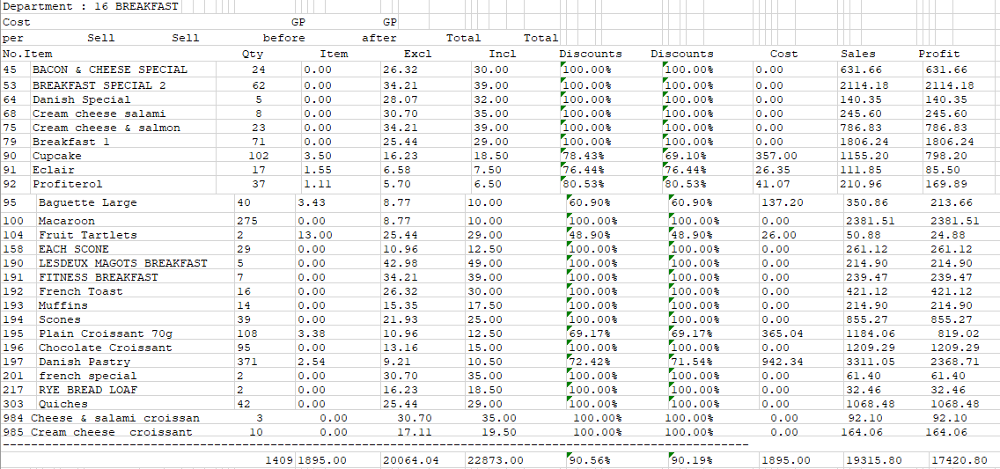 Department : 16 BREAKFAST
Cost GP GP
per Sell Sell before after Total Total
No.Item Qty Item Excl Incl Discounts Discounts Cost Sales Profit
45 BACON & CHEESE SPECIAL 24 0.00 26.32 30.00 100.00% 100.00% 0.00 631.66 631.66
53 BREAKFAST SPECIAL 2 62 0.00 34.21 39.00 100.00% 100.00% 0.00 2114.18 2114.18
64 Danish Special 5 0.00 28.07 32.00 100.00% 100.00% 0.00 140.35 140.35
68 Cream cheese salami 8 0.00 30.70 35.00 100.00% 100.00% 0.00 245.60 245.60
75 Cream cheese & salmon 23 0.00 34.21 39.00 100.00% 100.00% 0.00 786.83 786.83
79 Breakfast 1 71 0.00 25.44 29.00 100.00% 100.00% 0.00 1806.24 1806.24
90 Cupcake 102 3.50 16.23 18.50 78.43% 69.10% 357.00 1155.20 798.20
91 Eclair 17 1.55 6.58 7.50 76.44% 76.44% 26.35 111.85 85.50
92 Profiterol 37 1.11 5.70 6.50 80.53% 80.53% 41.07 210.96 169.89
95 Baguette Large 40 3.43 8.77 10.00 60.90% 60.90% 137.20 350.86 213.66
100 Macaroon 275 0.00 8.77 10.00 100.00% 100.00% 0.00 2381.51 2381.51
104 Fruit Tartlets 2 13.00 25.44 29.00 48.90% 48.90% 26.00 50.88 24.88
158 EACH SCONE 29 0.00 10.96 12.50 100.00% 100.00% 0.00 261.12 261.12
190 LESDEUX MAGOTS BREAKFAST 5 0.00 42.98 49.00 100.00% 100.00% 0.00 214.90 214.90
191 FITNESS BREAKFAST 7 0.00 34.21 39.00 100.00% 100.00% 0.00 239.47 239.47
192 French Toast 16 0.00 26.32 30.00 100.00% 100.00% 0.00 421.12 421.12
193 Muffins 14 0.00 15.35 17.50 100.00% 100.00% 0.00 214.90 214.90
194 Scones 39 0.00 21.93 25.00 100.00% 100.00% 0.00 855.27 855.27
195 Plain Croissant 70g 108 3.38 10.96 12.50 69.17% 69.17% 365.04 1184.06 819.02
196 Chocolate Croissant 95 0.00 13.16 15.00 100.00% 100.00% 0.00 1209.29 1209.29
197 Danish Pastry 371 2.54 9.21 10.50 72.42% 71.54% 942.34 3311.05 2368.71
201 french special 2 0.00 30.70 35.00 100.00% 100.00% 0.00 61.40 61.40
217 RYE BREAD LOAF 2 0.00 16.23 18.50 100.00% 100.00% 0.00 32.46 32.46
303 Quiches 42 0.00 25.44 29.00 100.00% 100.00% 0.00 1068.48 1068.48
984 Cheese & salami croissan 3 0.00 30.70 35.00 100.00% 100.00% 0.00 92.10 92.10
985 Cream cheese croissant 10 0.00 17.11 19.50 100.00% 100.00% 0.00 164.06 164.06
1409 1895.00 20064.04 22873.00 90.56% 90.19% 1895.00 19315.80 17420.80